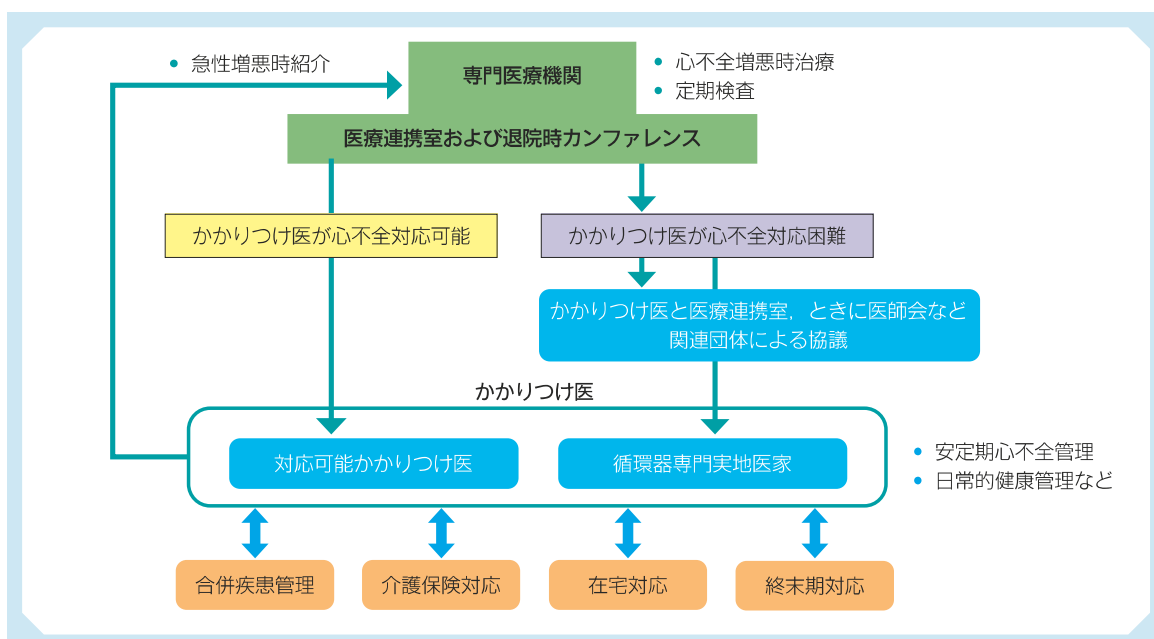 ● 急性増悪時紹介
専門医療機関
● 心不全増悪時治療
● 定期検査
医療連携室および退院時カンファレンス
かかりつけ医が心不全対応可能
かかりつけ医が心不全対応困難
かかりつけ医と医療連携室，ときに医師会など
関連団体による協議
かかりつけ医
対応可能かかりつけ医
循環器専門実地医家
● 安定期心不全管理
● 日常的健康管理など
合併疾患管理
介護保険対応
在宅対応
終末期対応